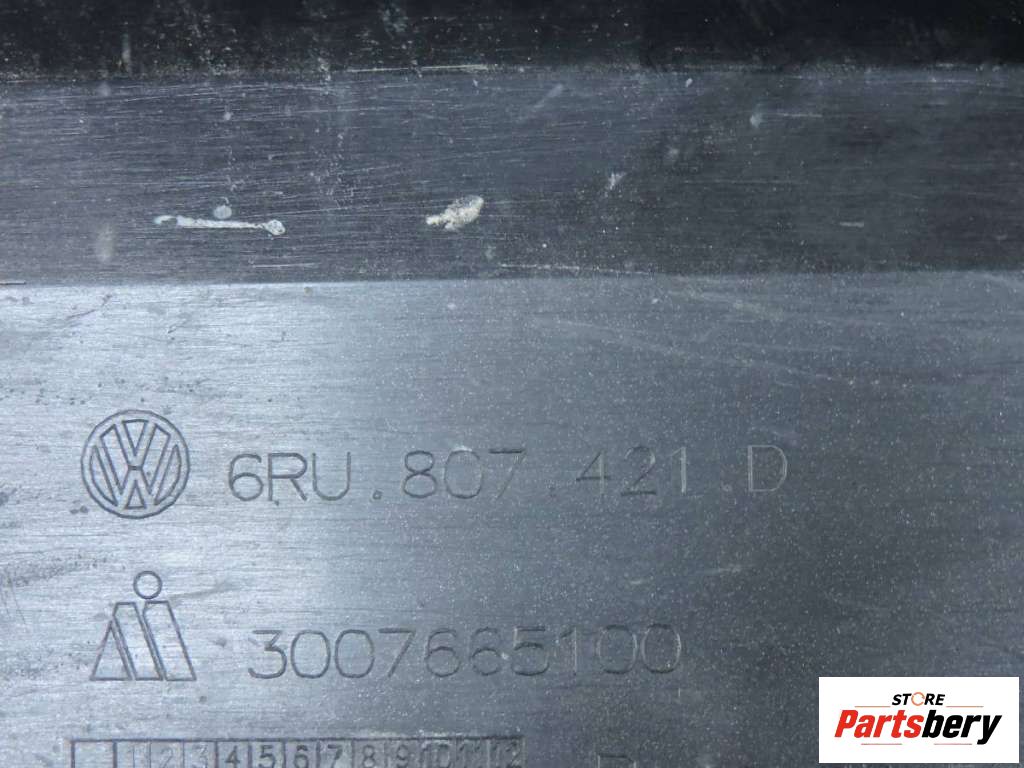 6RU.807.421.D
3007665100
1 2 3 4 5 6 7 8 9 10 11 12
STORE
Partsbery